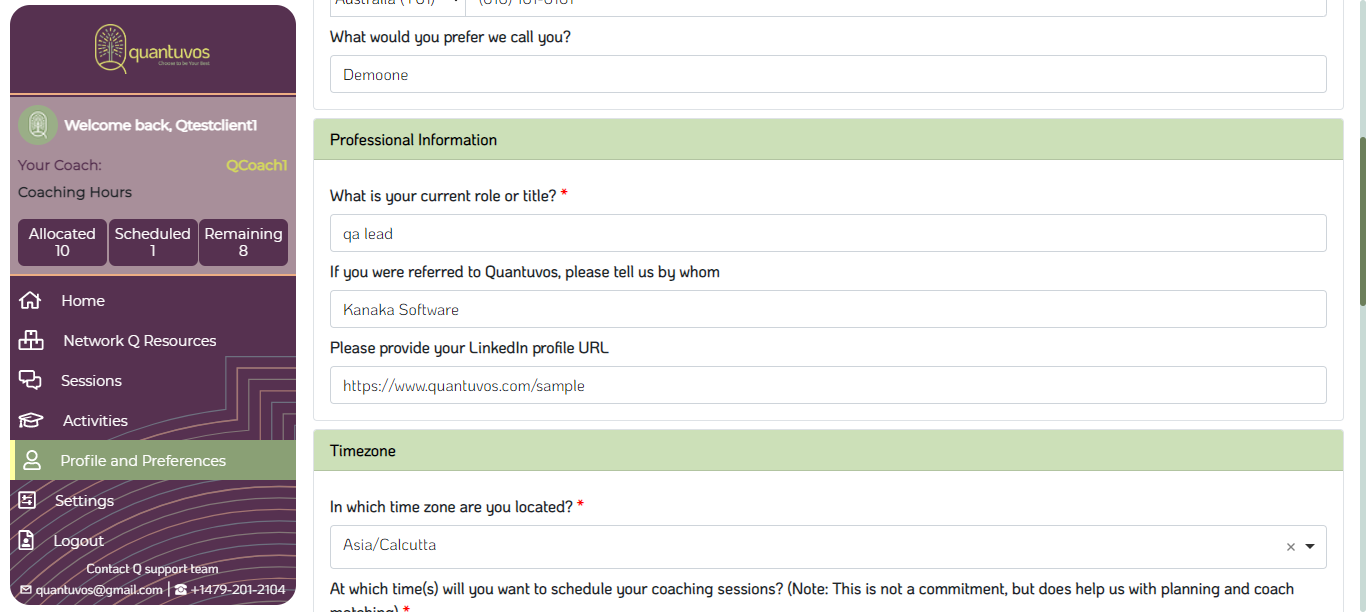 quantuvos
Choose to be Your Best
Welcome back, Qtestclient1
Your Coach: QCoach1
Coaching Hours
Allocated Scheduled Remaining
10 1 8
Home
Network Q Resources
Sessions
Activities
Profile and Preferences
Settings
Logout
Contact Q support team
quantuvos@gmail.com | +1479-201-2104
What would you prefer we call you?
Demoone
Professional Information
What is your current role or title? *
qa lead
If you were referred to Quantuvos, please tell us by whom
Kanaka Software
Please provide your LinkedIn profile URL
https://www.quantuvos.com/sample
Timezone
In which time zone are you located? *
Asia/Calcutta
At which time(s) will you want to schedule your coaching sessions? (Note: This is not a commitment, but does help us with planning and coach
matching) *